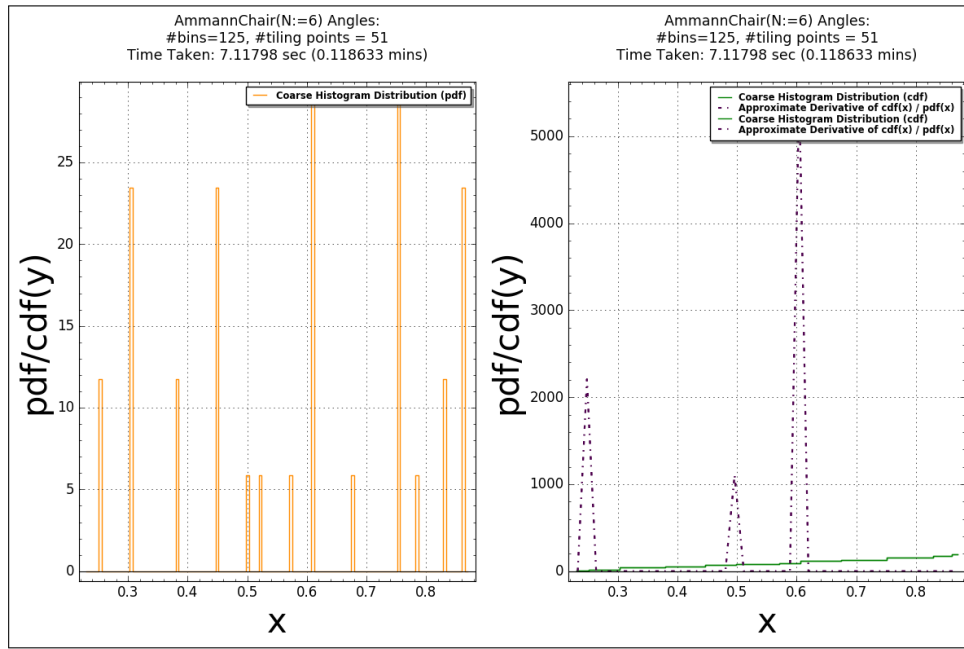 AmmannChair(N:=6) Angles:
#bins=125, #tiling points = 51
Time Taken: 7.11798 sec (0.118633 mins)
Coarse Histogram Distribution (pdf)
25
20
15
10
5
0
pdf/cdf(y)
0.3 0.4 0.5 0.6 0.7 0.8
x
AmmannChair(N:=6) Angles:
#bins=125, #tiling points = 51
Time Taken: 7.11798 sec (0.118633 mins)
Coarse Histogram Distribution (cdf)
Approximate Derivative of cdf(x) / pdf(x)
Coarse Histogram Distribution (cdf)
Approximate Derivative of cdf(x) / pdf(x)
5000
4000
3000
2000
1000
0
pdf/cdf(y)
0.3 0.4 0.5 0.6 0.7 0.8
x